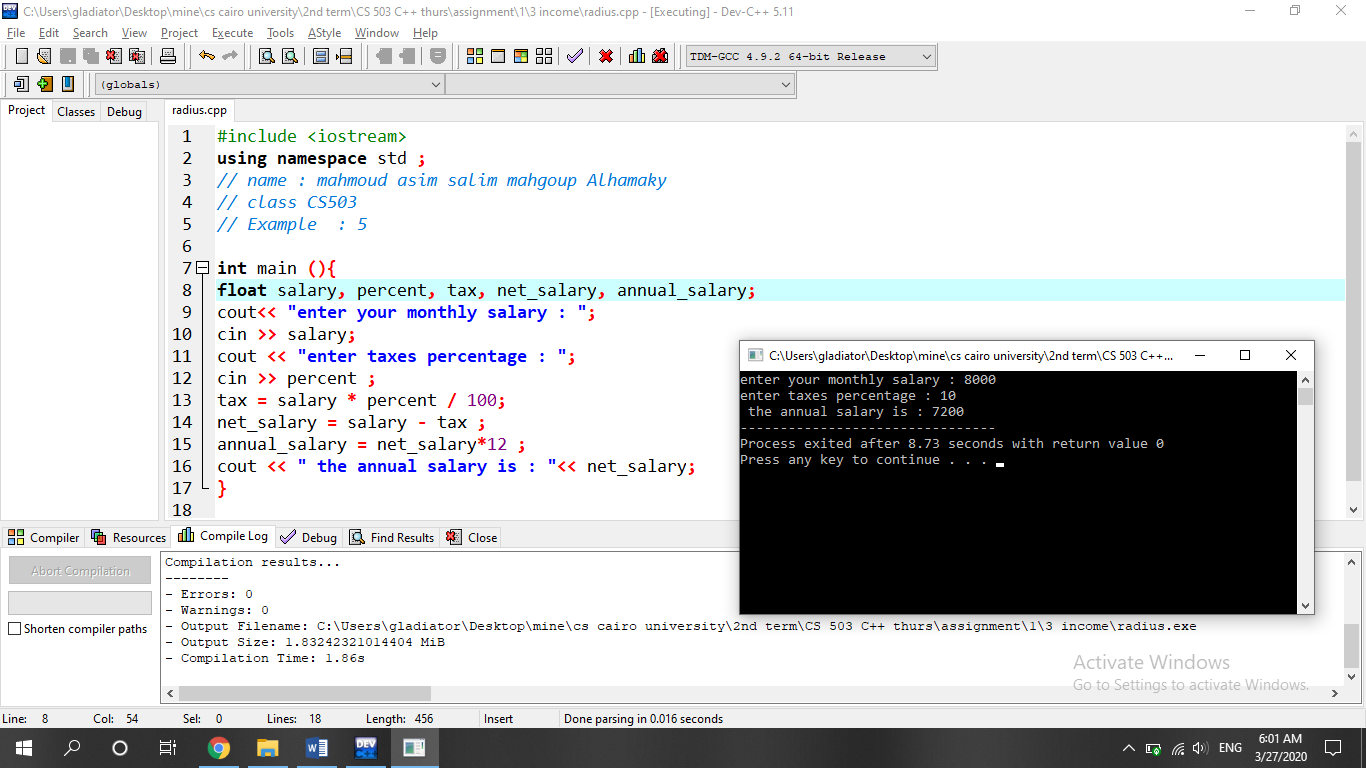 C:\Users\gladiator\Desktop\mine\cs cairo university\2nd term\CS 503 C++ thurs\assignment\1\3 income\radius.cpp - [Executing] - Dev-C++ 5.11
File Edit Search View Project Execute Tools AStyle Window Help
TDM-GCC 4.9.2 64-bit Release
(globals)
Project Classes Debug
radius.cpp
1 #include <iostream>
2 using namespace std ;
3 // name : mahmoud asim salim mahgoup Alhamaky
4 // class CS503
5 // Example  : 5
6
7 int main (){
8 float salary, percent, tax, net_salary, annual_salary;
9 cout<< "enter your monthly salary : ";
10 cin >> salary;
11 cout << "enter taxes percentage : ";
12 cin >> percent ;
13 tax = salary * percent / 100;
14 net_salary = salary - tax ;
15 annual_salary = net_salary*12 ;
16 cout << " the annual salary is : "<< net_salary;
17 }
18
C:\Users\gladiator\Desktop\mine\cs cairo university\2nd term\CS 503 C++...
enter your monthly salary : 8000
enter taxes percentage : 10
 the annual salary is : 7200
--------------------------------
Process exited after 8.73 seconds with return value 0
Press any key to continue . . .
Compiler Resources Compile Log Debug Find Results Close
Abort Compilation
Shorten compiler paths
Compilation results...
--------
- Errors: 0
- Warnings: 0
- Output Filename: C:\Users\gladiator\Desktop\mine\cs cairo university\2nd term\CS 503 C++ thurs\assignment\1\3 income\radius.exe
- Output Size: 1.83242321014404 MiB
- Compilation Time: 1.86s
Activate Windows
Go to Settings to activate Windows.
Line: 8 Col: 54 Sel: 0 Lines: 18 Length: 456 Insert Done parsing in 0.016 seconds
DEV
ENG
6:01 AM
3/27/2020